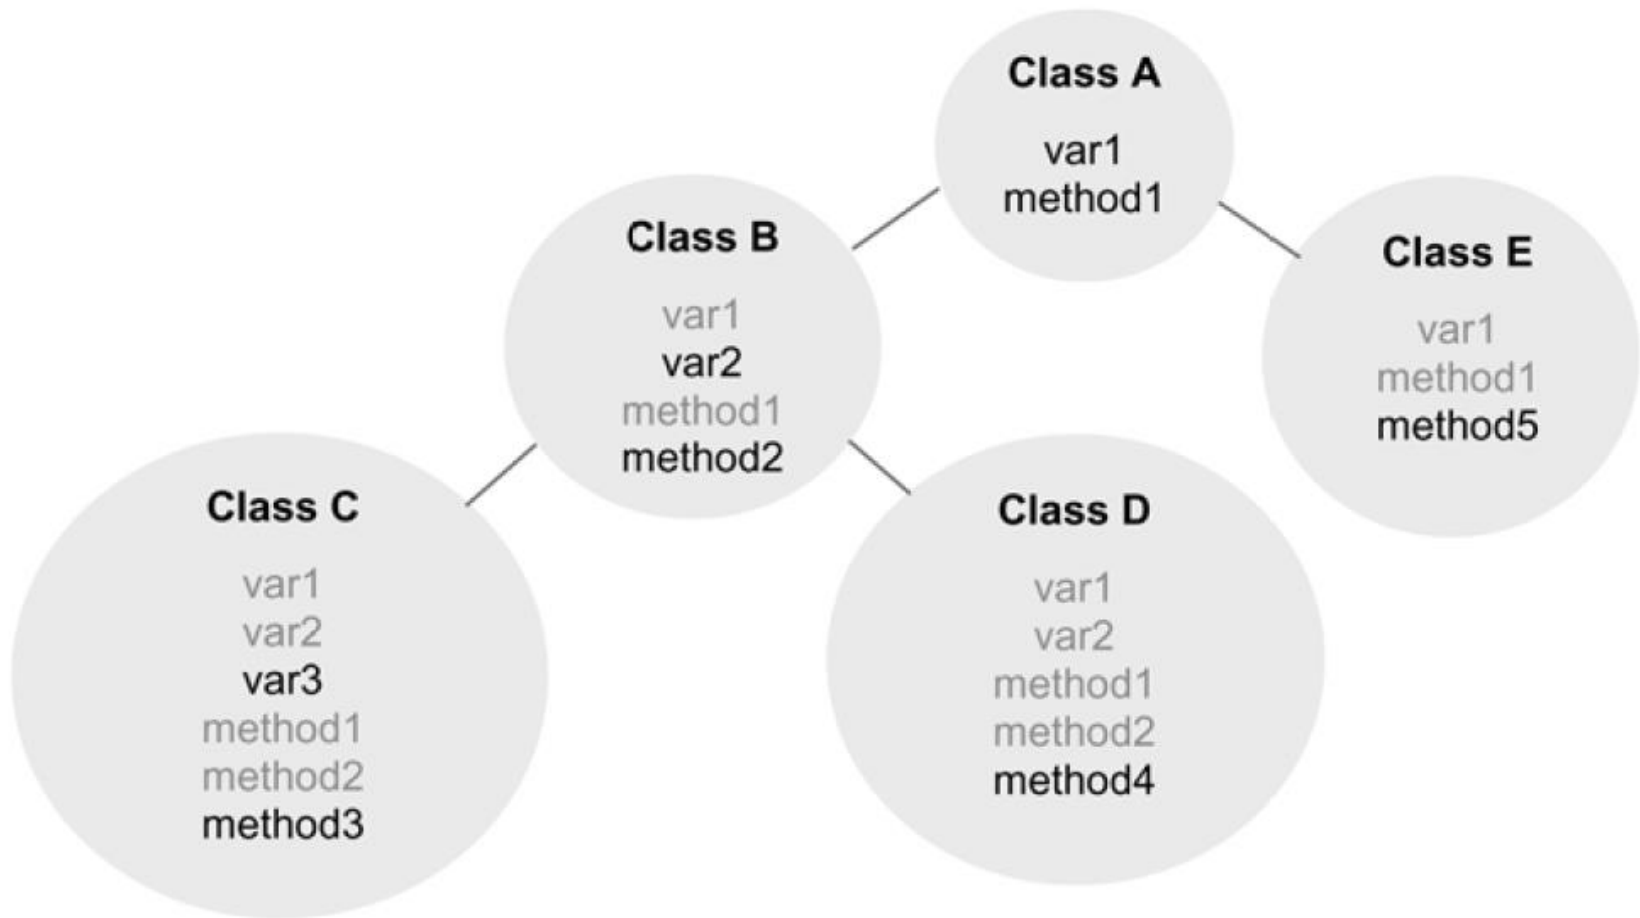 Class A
var1
method1
Class B
var1
var2
method1
method2
Class E
var1
method1
method5
Class C
var1
var2
var3
method1
method2
method3
Class D
var1
var2
method1
method2
method4